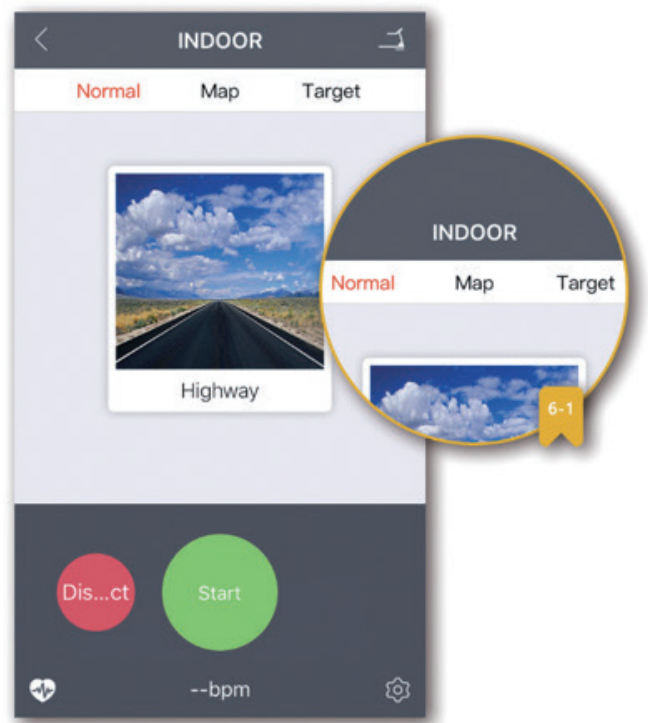 INDOOR
Normal Map Target
Highway
Dis...ct
Start
--bpm
INDOOR
Normal Map Target
6-1